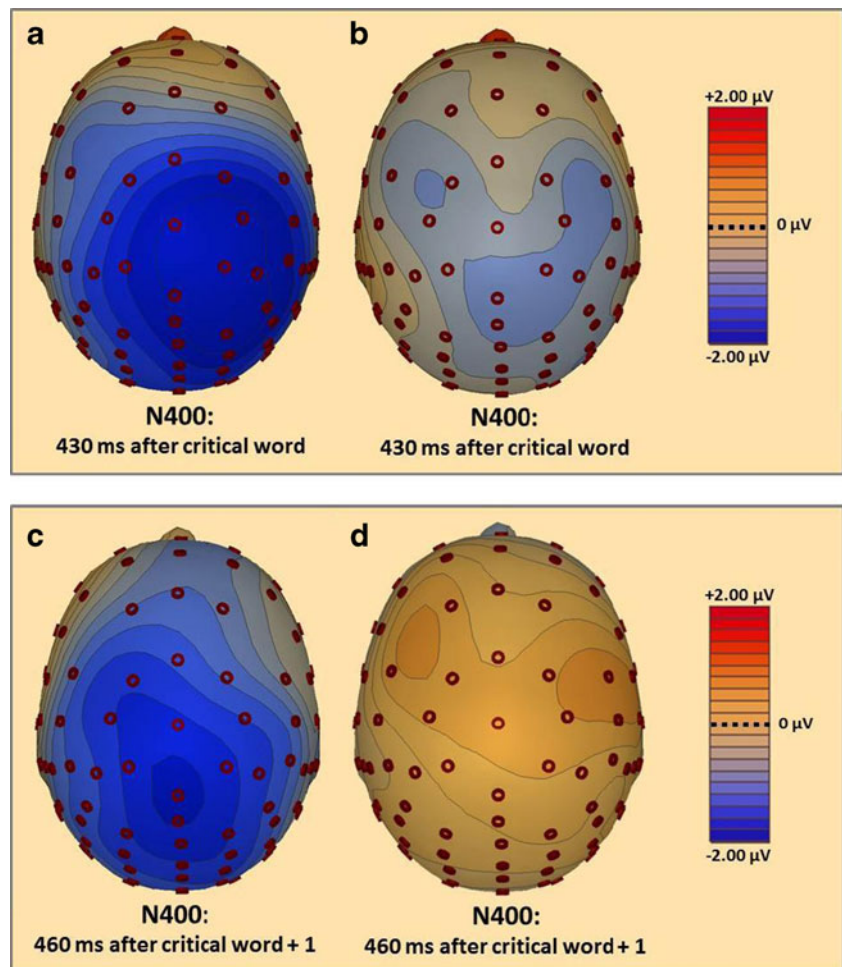 a
b
+2.00 µV
0 µV
-2.00 µV
N400:
430 ms after critical word
N400:
430 ms after critical word
c
d
+2.00 µV
0 µV
-2.00 µV
N400:
460 ms after critical word + 1
N400:
460 ms after critical word + 1